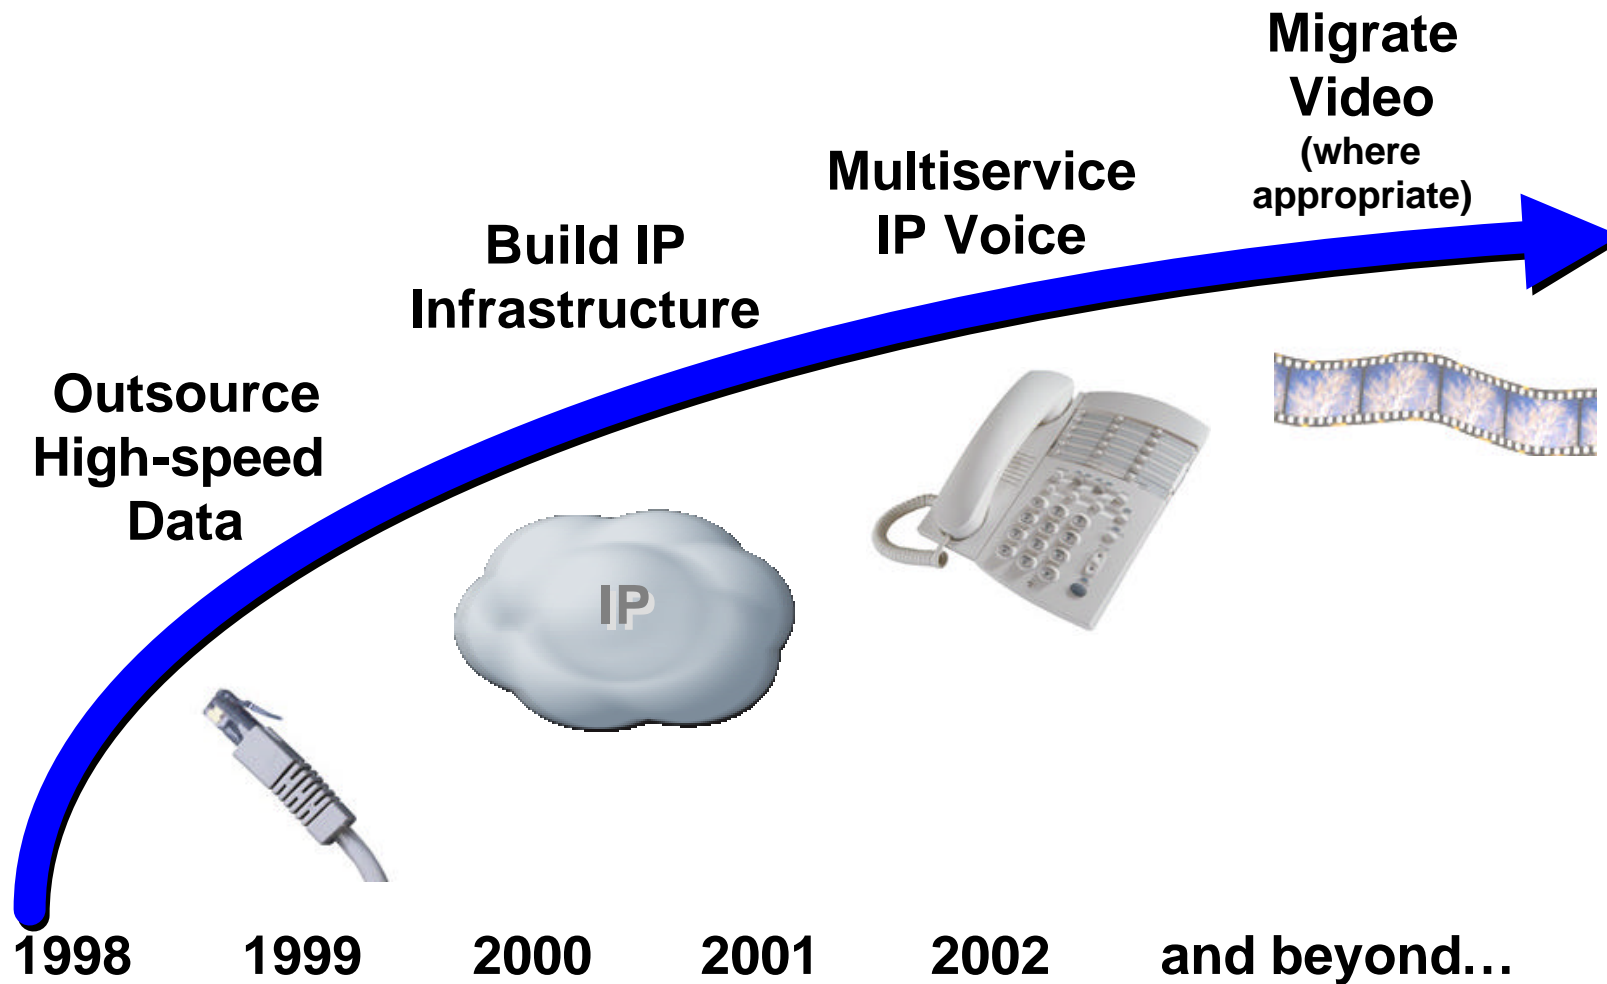 Migrate
Video
(where
appropriate)
Multiservice
IP Voice
Build IP
Infrastructure
Outsource
High-speed
Data
IP
1998 1999 2000 2001 2002 and beyond…